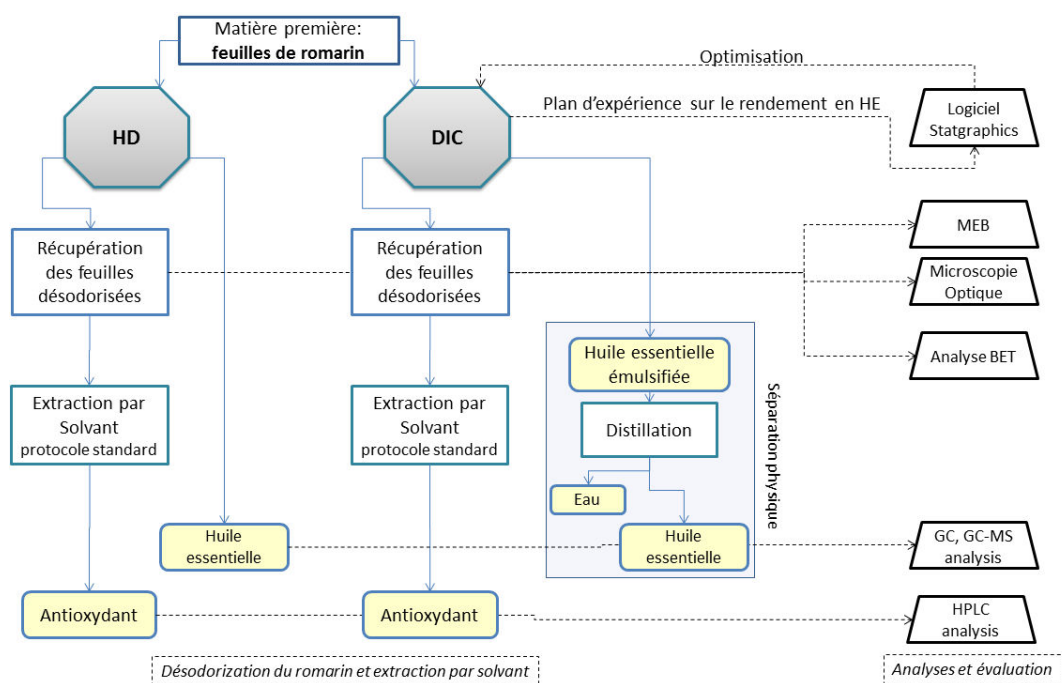 Matière première:
feuilles de romarin
Optimisation
HD
DIC
Plan d’expérience sur le rendement en HE
Logiciel
Statgraphics
Récupération
des feuilles
désodorisées
Récupération
des feuilles
désodorisées
MEB
Microscopie
Optique
Analyse BET
Huile essentielle
émulsifiée
Extraction par
Solvant
protocole standard
Extraction par
Solvant
protocole standard
Distillation
Séparation physique
Eau
Huile
essentielle
Huile
essentielle
GC, GC-MS
analysis
Antioxydant
Antioxydant
HPLC
analysis
Désodorization du romarin et extraction par solvant
Analyses et évaluation